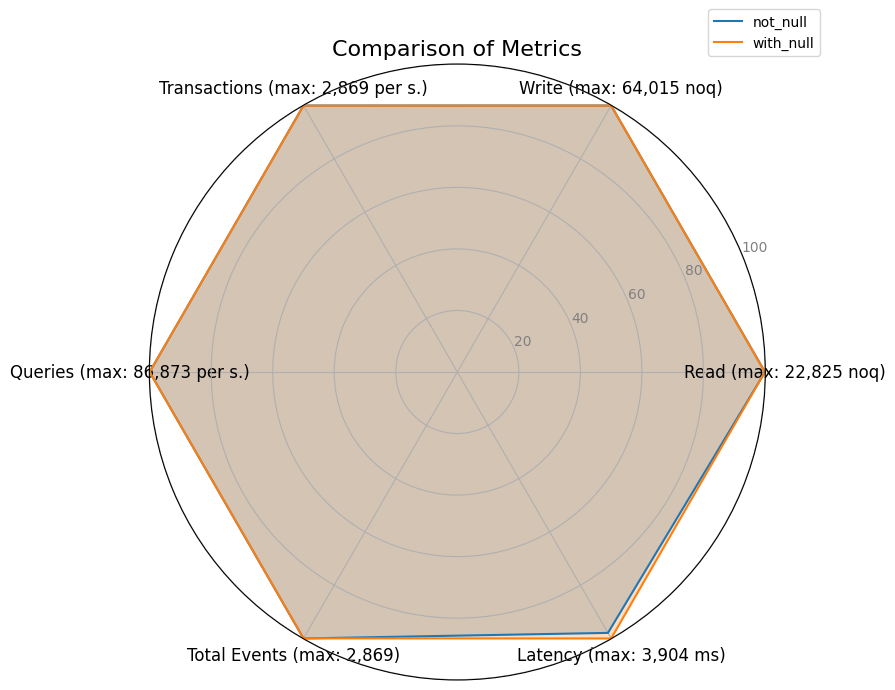 not_null
with_null
Comparison of Metrics
Transactions (max: 2,869 per s.)
Write (max: 64,015 noq)
100
80
60
40
20
Queries (max: 86,873 per s.)
Read (max: 22,825 noq)
Total Events (max: 2,869)
Latency (max: 3,904 ms)